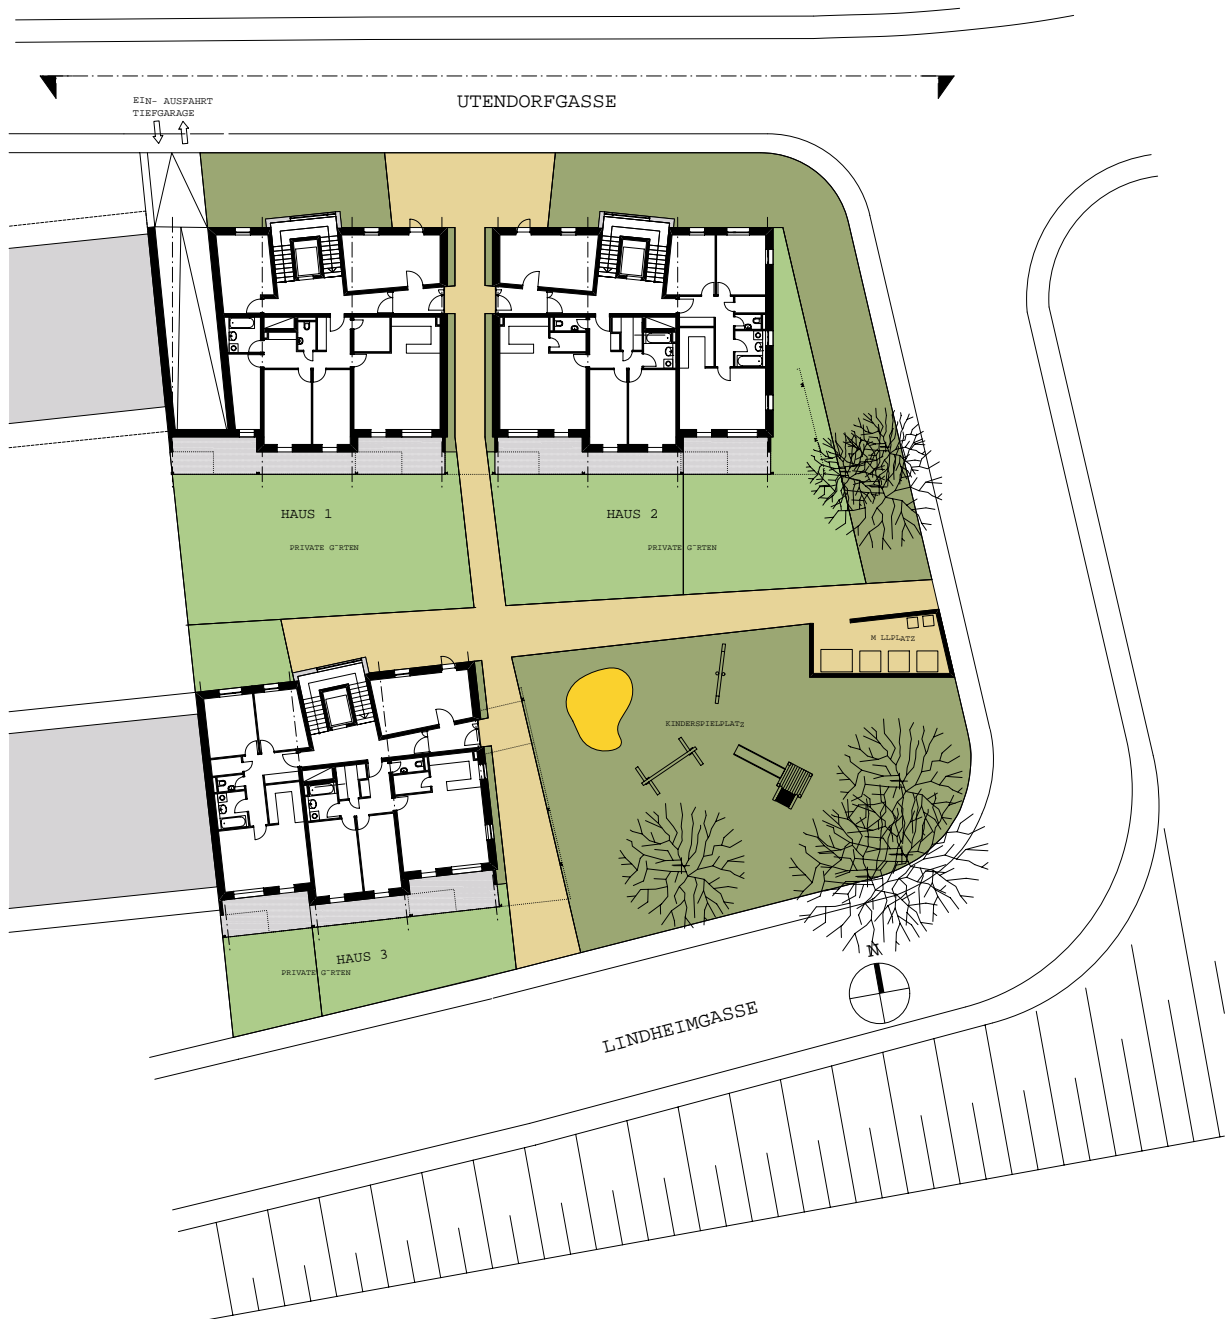 UTENDORFGASSE
EIN- AUSFAHRT
TIEFGARAGE
HAUS 1
HAUS 2
PRIVATE G¨RTEN
PRIVATE G¨RTEN
M LLPLATZ
KINDERSPIELPLATZ
HAUS 3
PRIVATE G¨RTEN
N
LINDHEIMGASSE